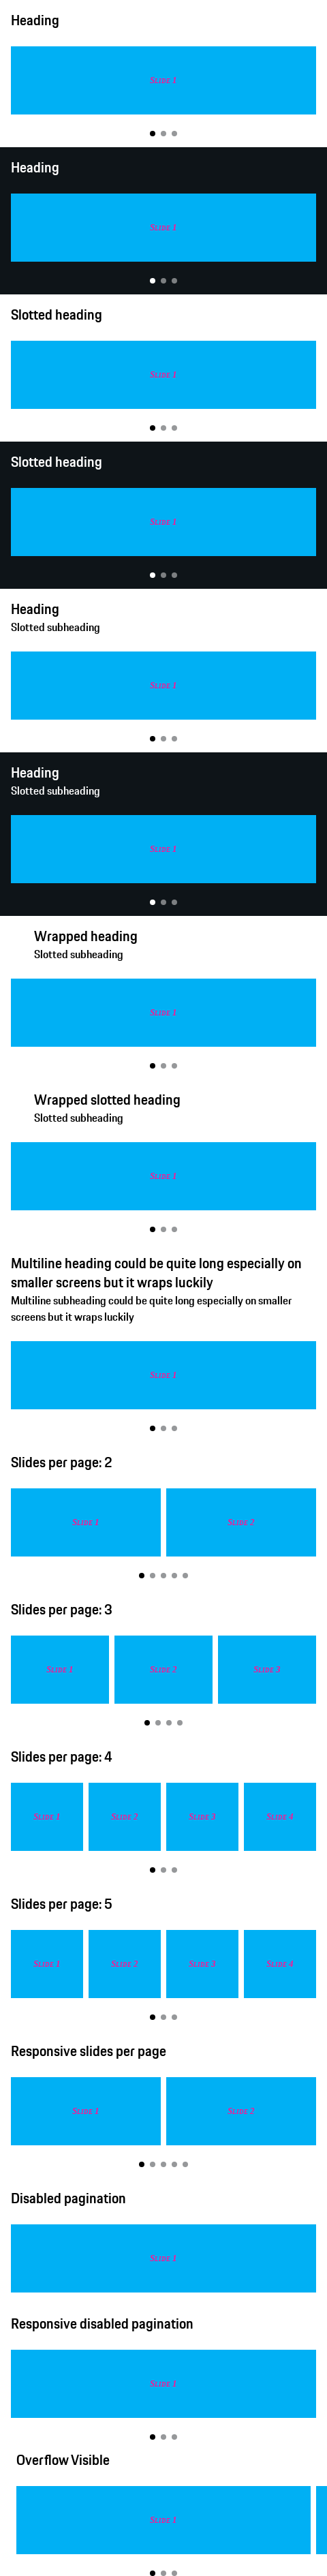 Heading
Slide 1
Heading
Slide 1
Slotted heading
Slide 1
Slotted heading
Slide 1
Heading
Slotted subheading
Slide 1
Heading
Slotted subheading
Slide 1
Wrapped heading
Slotted subheading
Slide 1
Wrapped slotted heading
Slotted subheading
Slide 1
Multiline heading could be quite long especially on
smaller screens but it wraps luckily
Multiline subheading could be quite long especially on smaller
screens but it wraps luckily
Slide 1
Slides per page: 2
Slide 1 Slide 2
Slides per page: 3
Slide 1 Slide 2 Slide 3
Slides per page: 4
Slide 1 Slide 2 Slide 3 Slide 4
Slides per page: 5
Slide 1 Slide 2 Slide 3 Slide 4
Responsive slides per page
Slide 1 Slide 2
Disabled pagination
Slide 1
Responsive disabled pagination
Slide 1
Overflow Visible
Slide 1